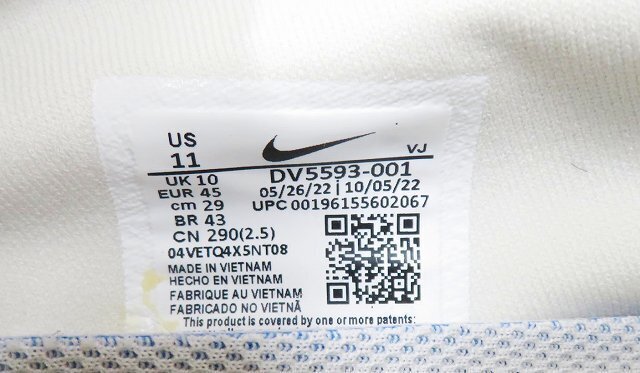 US
11
UK 10
EUR 45
cm 29
BR 43
CN 290(2.5)
04VETQ4X5NT08
VJ
DV5593-001
05/26/22 | 10/05/22
UPC 00196155602067
MADE IN VIETNAM
HECHO EN VIETNAM
FABRIQUE AU VIETNAM
FABRICADO NO VIETNÃ
This product is covered by one or more patents: